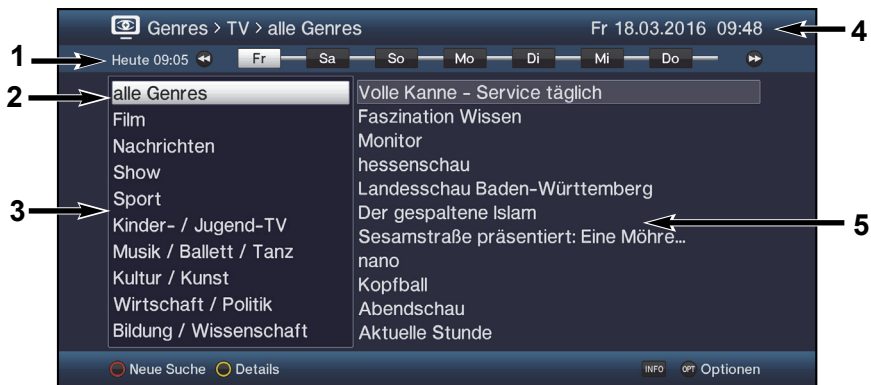 Genres > TV > alle Genres Fr 18.03.2016 09:48
4
1
Heute 09:05 Fr Sa So Mo Di Mi Do
2
alle Genres
Film
Nachrichten
Show
Sport
3
Kinder- / Jugend-TV
Musik / Ballett / Tanz
Kultur / Kunst
Wirtschaft / Politik
Bildung / Wissenschaft
Volle Kanne - Service täglich
Faszination Wissen
Monitor
hessenschau
Landesschau Baden-Württemberg
Der gespaltene Islam
5
Sesamstraße präsentiert: Eine Möhre...
nano
Kopfball
Abendschau
Aktuelle Stunde
Neue Suche Details INFO OPT Optionen